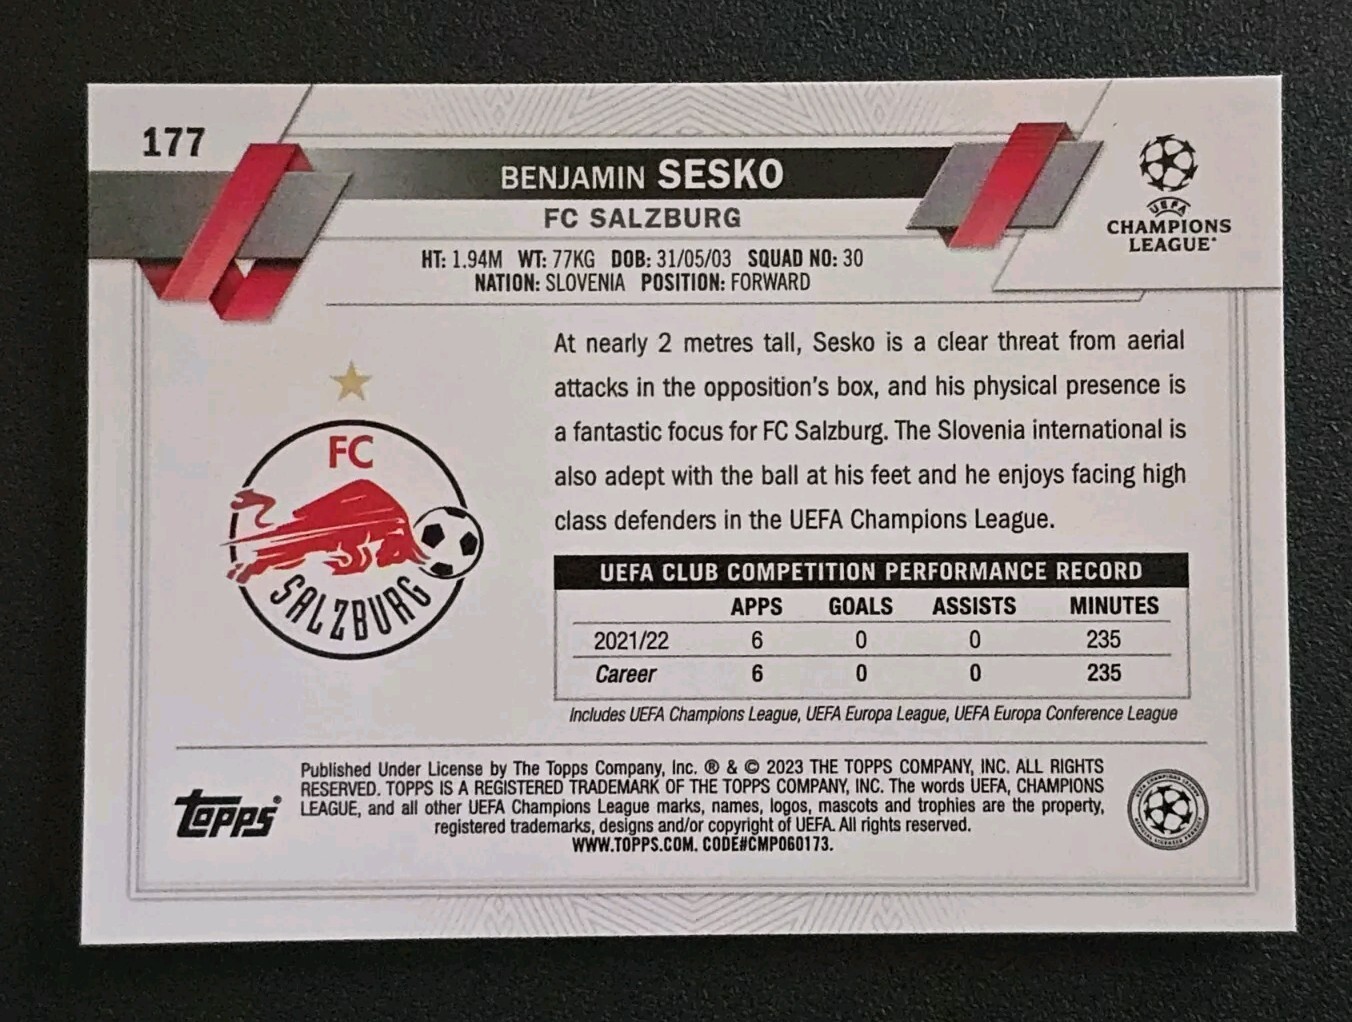 177
BENJAMIN SESKO
FC SALZBURG
HT: 1.94M WT: 77KG DOB: 31/05/03 SQUAD NO: 30
NATION: SLOVENIA POSITION: FORWARD
UEFA
CHAMPIONS
LEAGUE
At nearly 2 metres tall, Sesko is a clear threat from aerial
attacks in the opposition's box, and his physical presence is
a fantastic focus for FC Salzburg. The Slovenia international is
also adept with the ball at his feet and he enjoys facing high
class defenders in the UEFA Champions League.
FC
SALZBURG
UEFA CLUB COMPETITION PERFORMANCE RECORD
APPS GOALS ASSISTS MINUTES
2021/22 6 0 0 235
Career 6 0 0 235
Includes UEFA Champions League, UEFA Europa League, UEFA Europa Conference League
topps®
Published Under License by The Topps Company, Inc. ® & © 2023 THE TOPPS COMPANY, INC. ALL RIGHTS
RESERVED. TOPPS IS A REGISTERED TRADEMARK OF THE TOPPS COMPANY, INC. The words UEFA, CHAMPIONS
LEAGUE, and all other UEFA Champions League marks, names, logos, mascots and trophies are the property,
registered trademarks, designs and/or copyright of UEFA. All rights reserved.
WWW.TOPPS.COM. CODE#CMP060173.